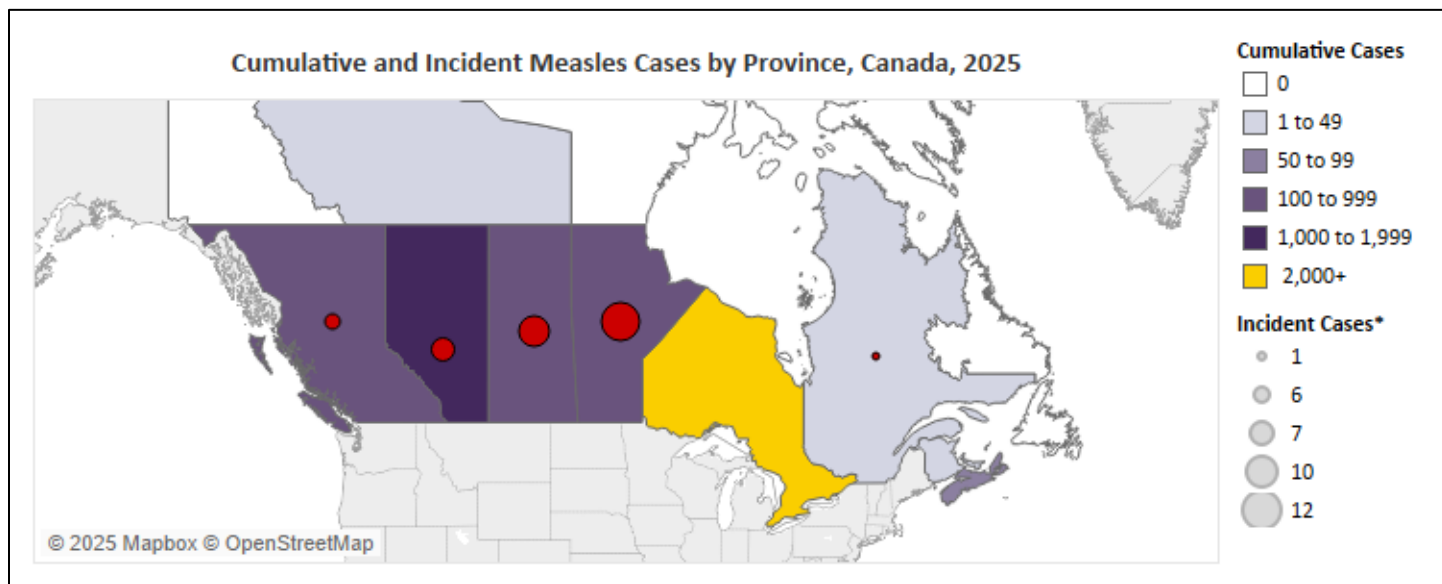 Cumulative and Incident Measles Cases by Province, Canada, 2025
Cumulative Cases
0
1 to 49
50 to 99
100 to 999
1,000 to 1,999
2,000+
Incident Cases*
1
6
7
10
12
© 2025 Mapbox © OpenStreetMap